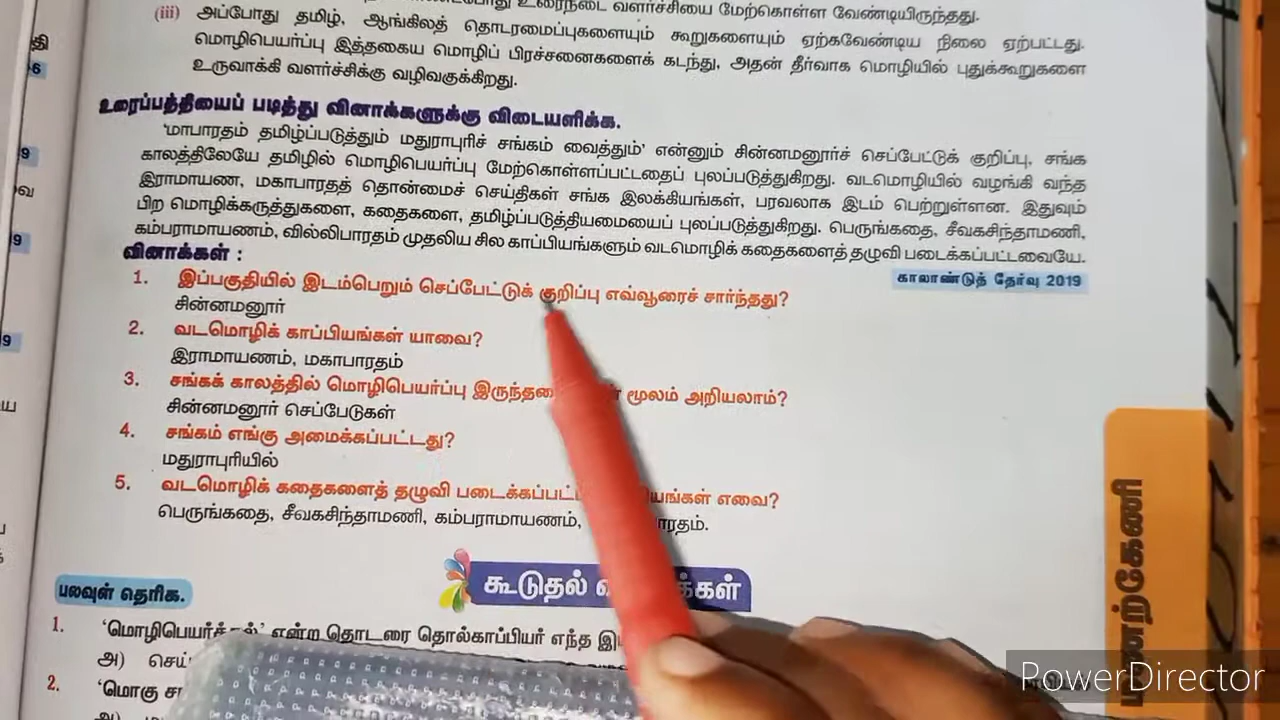 உரைநடை வளர்ச்சியை மேற்கொள்ள வேண்டியிருந்தது.
(iii) அப்போது தமிழ், ஆங்கிலத் தொடரமைப்புகளையும் கூறுகளையும் ஏற்கவேண்டிய நிலை ஏற்பட்டது.
மொழிபெயர்ப்பு இத்தகைய மொழிப் பிரச்சனைகளைக் கடந்து, அதன் தீர்வாக மொழியில் புதுக்கூறுகளை
உருவாக்கி வளர்ச்சிக்கு வழிவகுக்கிறது.
6
உரைப்பத்தியைப் படித்து வினாக்களுக்கு விடையளிக்க.
'மாபாரதம் தமிழ்ப்படுத்தும் மதுராபுரிச் சங்கம் வைத்தும்' என்னும் சின்னமனூர்ச் செப்பேட்டுக் குறிப்பு, சங்க
காலத்திலேயே தமிழில் மொழிபெயர்ப்பு மேற்கொள்ளப்பட்டதைப் புலப்படுத்துகிறது. வடமொழியில் வழங்கி வந்த
இராமாயண, மகாபாரதத் தொன்மைச் செய்திகள் சங்க இலக்கியங்கள், பரவலாக இடம் பெற்றுள்ளன. இதுவும்
பிற மொழிக்கருத்துகளை, கதைகளை, தமிழ்ப்படுத்தியமையைப் புலப்படுத்துகிறது. பெருங்கதை, சீவகசிந்தாமணி,
கம்பராமாயணம், வில்லிபாரதம் முதலிய சில காப்பியங்களும் வடமொழிக் கதைகளைத் தழுவி படைக்கப்பட்டவையே.
வினாக்கள் :
காலாண்டுத் தேர்வு 2019
1. இப்பகுதியில் இடம்பெறும் செப்பேட்டுக் குறிப்பு எவ்வூரைச் சார்ந்தது?
சின்னமனூர்
2. வடமொழிக் காப்பியங்கள் யாவை?
இராமாயணம், மகாபாரதம்
3. சங்கக் காலத்தில் மொழிபெயர்ப்பு மூலம் அறியலாம்?
சின்னமனூர் செப்பேடுகள்
4. சங்கம் எங்கு அமைக்கப்பட்டது?
மதுராபுரியில்
5. வடமொழிக் கதைகளைத் தழுவி எவை?
பெருங்கதை, சீவகசிந்தாமணி, கம்பராமாயணம்,
கூடுதல்
பலவுள் தெரிக.
1. 'மொழிபெயர்த்தல்' என்ற தொடரை தொல்காப்பியர் எந்த
அ)
2. 'மொகு
PowerDirector